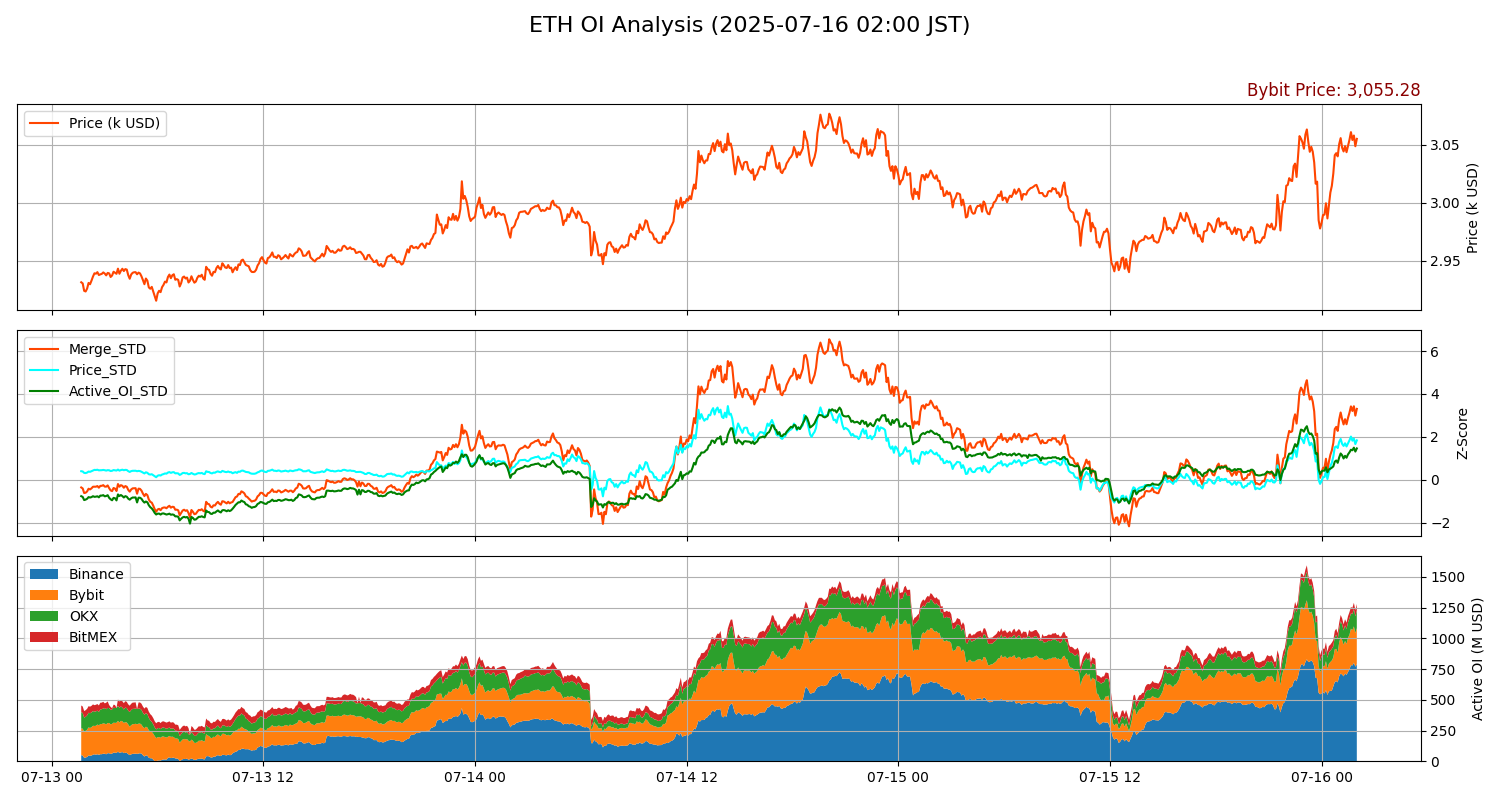 ETH OI Analysis (2025-07-16 02:00 JST)
Bybit Price: 3,055.28
Price (k USD)
3.05
3.00
2.95
Price (k USD)
Merge_STD
Price_STD
Active_OI_STD
6
4
2
0
−2
Z-Score
Binance
Bybit
OKX
BitMEX
1500
1250
1000
750
500
250
0
Active OI (M USD)
07-13 00
07-13 12
07-14 00
07-14 12
07-15 00
07-15 12
07-16 00